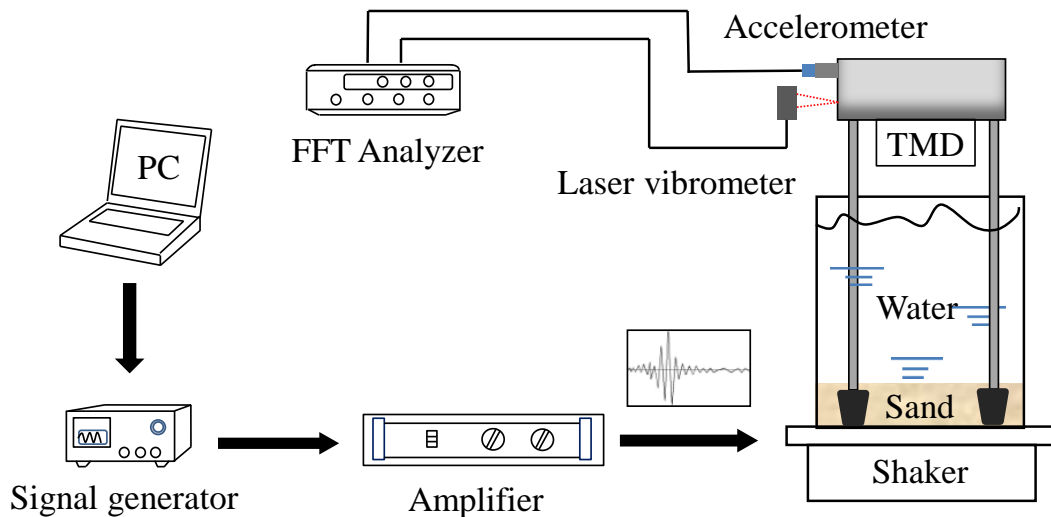 Accelerometer
FFT Analyzer
TMD
PC
Laser vibrometer
Water
Sand
Shaker
Signal generator
Amplifier